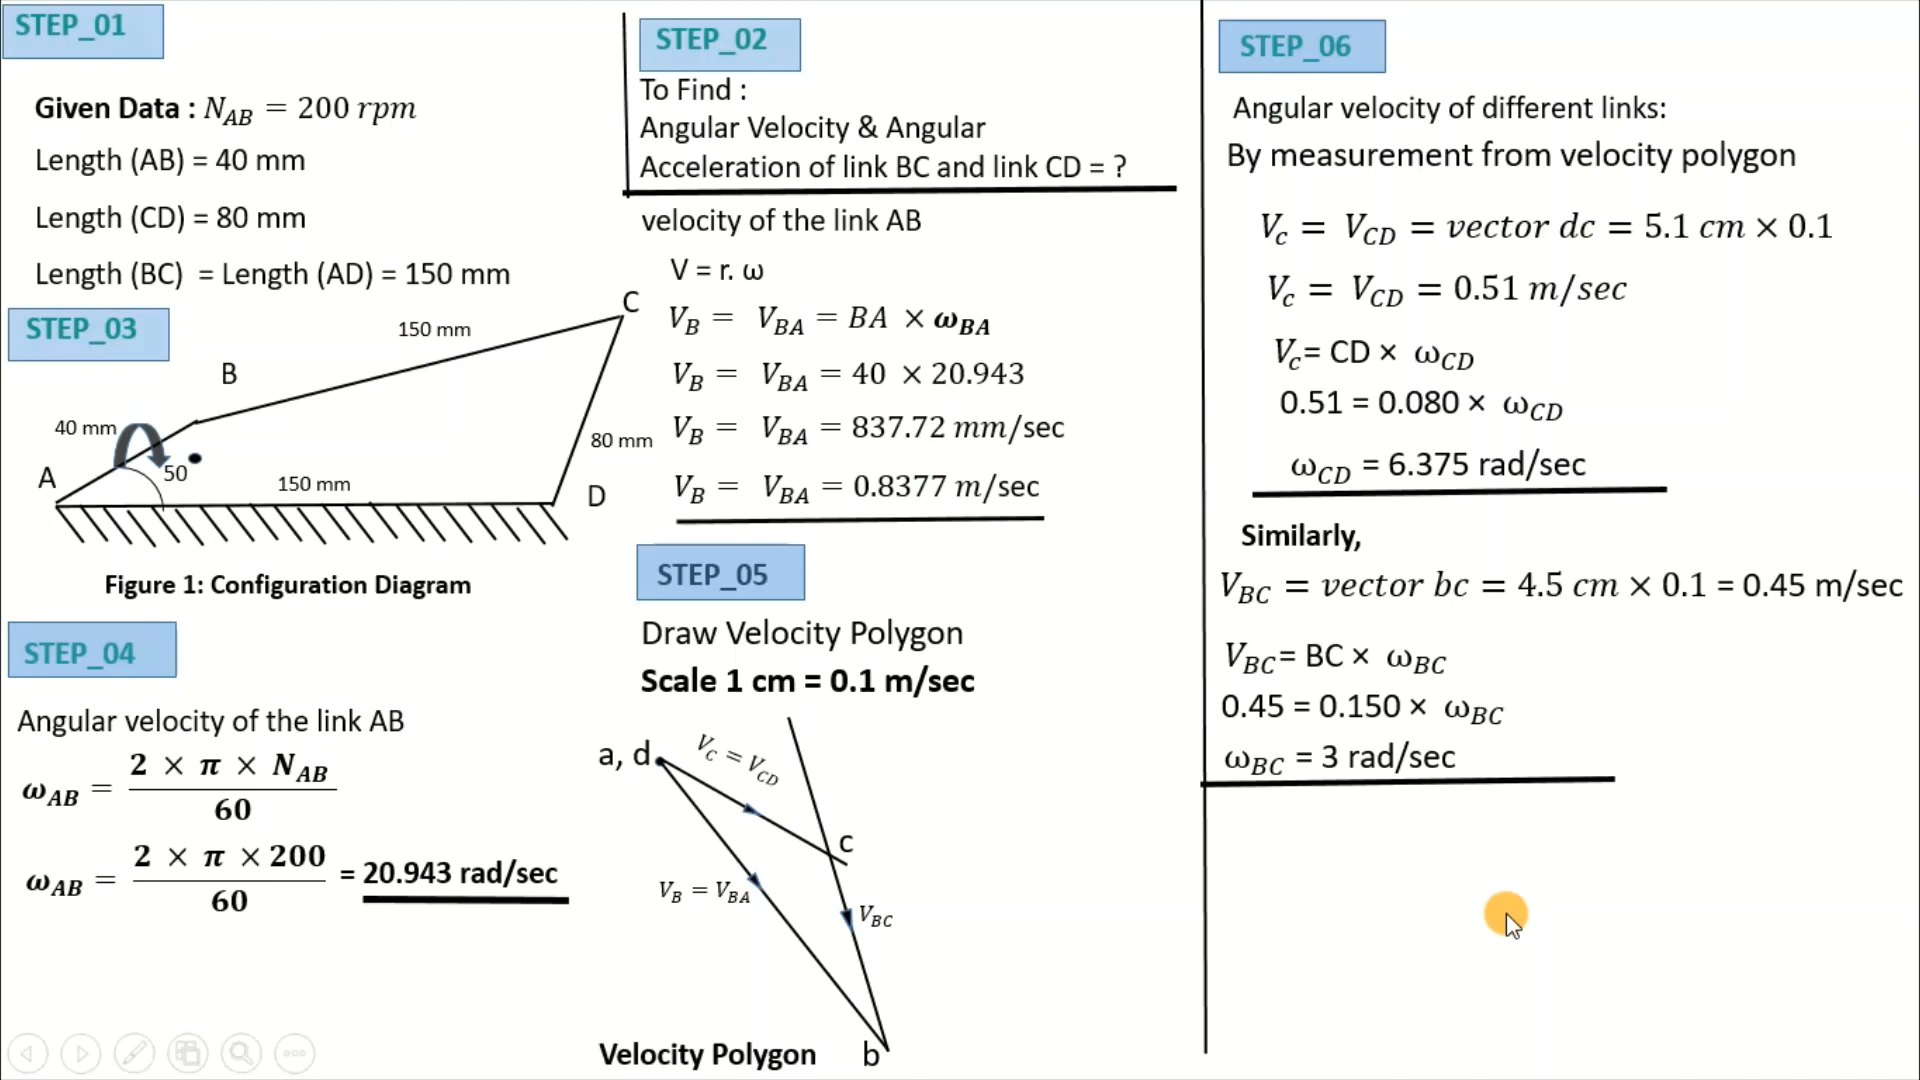 STEP_01
Given Data : N_AB = 200 rpm
Length (AB) = 40 mm
Length (CD) = 80 mm
Length (BC) = Length (AD) = 150 mm
STEP_03
C
150 mm
B
40 mm
50
80 mm
A
150 mm
D
Figure 1: Configuration Diagram
STEP_04
Angular velocity of the link AB
ω_AB = 2 × π × N_AB / 60
ω_AB = 2 × π × 200 / 60 = 20.943 rad/sec
STEP_02
To Find :
Angular Velocity & Angular
Acceleration of link BC and link CD = ?
velocity of the link AB
V = r. ω
V_B = V_BA = BA × ω_BA
V_B = V_BA = 40 × 20.943
V_B = V_BA = 837.72 mm/sec
V_B = V_BA = 0.8377 m/sec
STEP_05
Draw Velocity Polygon
Scale 1 cm = 0.1 m/sec
a, d
V_C = V_CD
c
V_B = V_BA
V_BC
Velocity Polygon
b
STEP_06
Angular velocity of different links:
By measurement from velocity polygon
V_c = V_CD = vector dc = 5.1 cm × 0.1
V_c = V_CD = 0.51 m/sec
V_c= CD × ω_CD
0.51 = 0.080 × ω_CD
ω_CD = 6.375 rad/sec
Similarly,
V_BC = vector bc = 4.5 cm × 0.1 = 0.45 m/sec
V_BC= BC × ω_BC
0.45 = 0.150 × ω_BC
ω_BC = 3 rad/sec